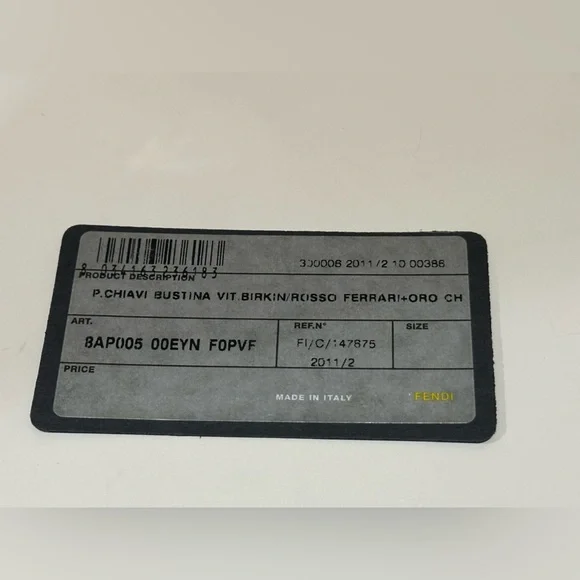 8 034163 236183
300006 2011/2 10 00386
PRODUCT DESCRIPTION
P.CHIAVI BUSTINA VIT.BIRKIN/ROSSO FERRARI+ORO CH
ART.
8AP005 00EYN F0PVF
REF.N°
FI/C/147675
2011/2
SIZE
PRICE
MADE IN ITALY
FENDI